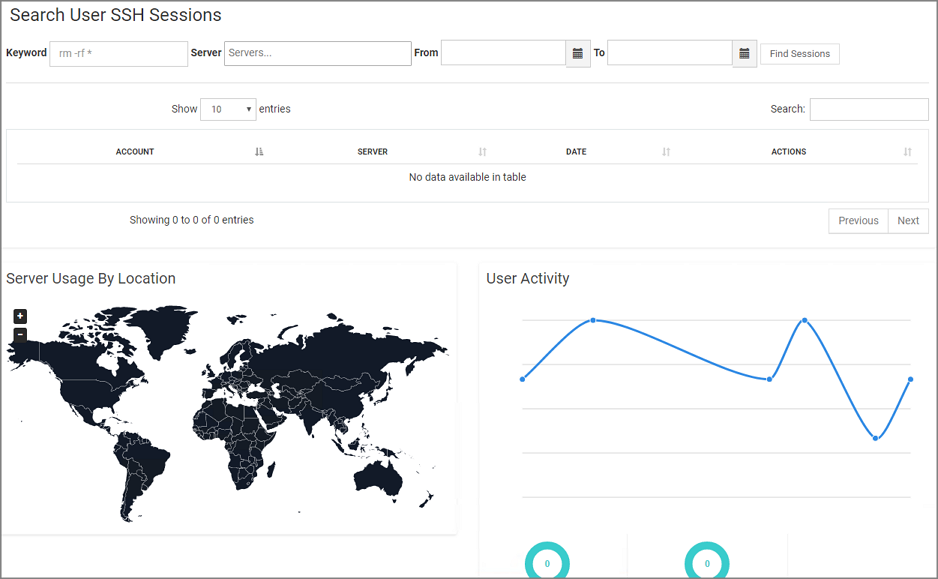 Search User SSH Sessions
Keyword rm -rf * Server Servers... From To Find Sessions
Show 10 entries Search:
ACCOUNT SERVER DATE ACTIONS
No data available in table
Showing 0 to 0 of 0 entries Previous Next
Server Usage By Location User Activity
+
−
0 0